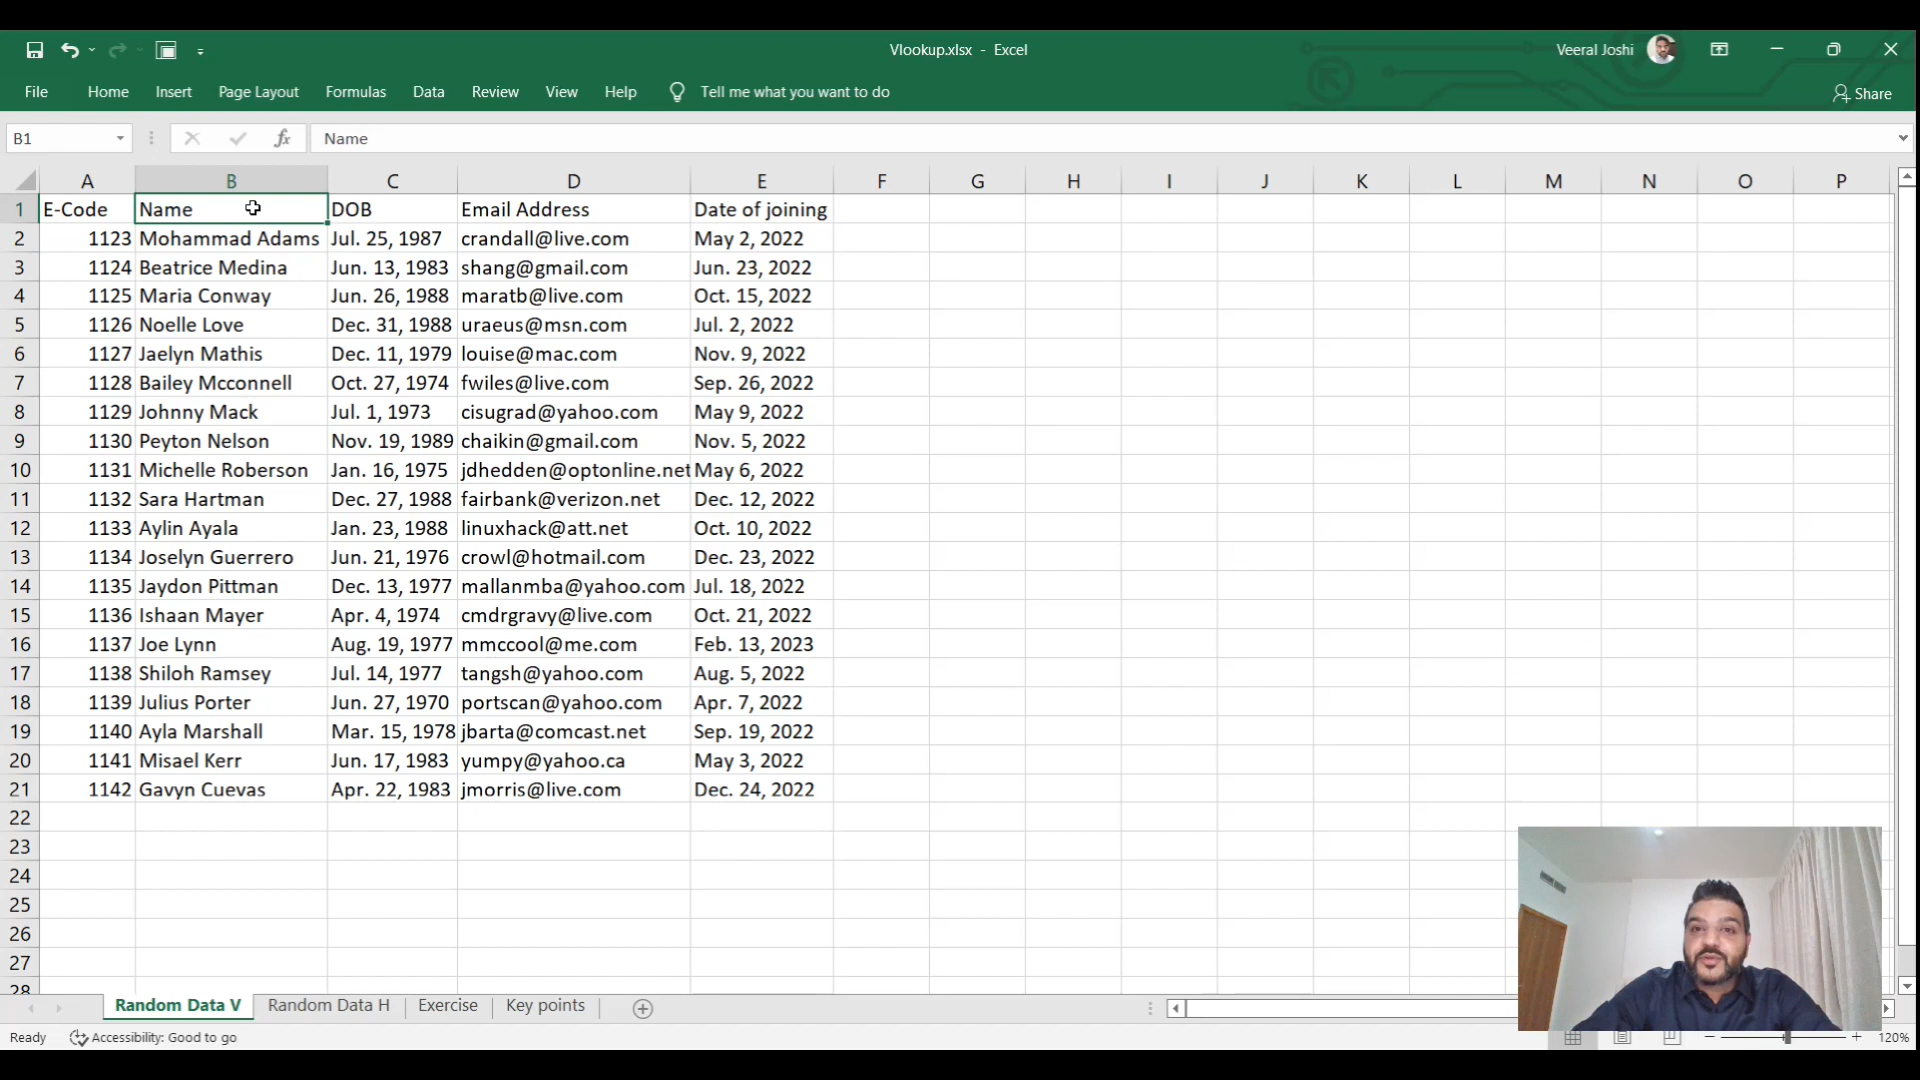 Vlookup.xlsx - Excel
Veeral Joshi
File Home Insert Page Layout Formulas Data Review View Help Tell me what you want to do Share
B1 fx Name
A B C D E F G H I J K L M N O P
1 E-Code Name DOB Email Address Date of joining
2 1123 Mohammad Adams Jul. 25, 1987 crandall@live.com May 2, 2022
3 1124 Beatrice Medina Jun. 13, 1983 shang@gmail.com Jun. 23, 2022
4 1125 Maria Conway Jun. 26, 1988 maratb@live.com Oct. 15, 2022
5 1126 Noelle Love Dec. 31, 1988 uraeus@msn.com Jul. 2, 2022
6 1127 Jaelyn Mathis Dec. 11, 1979 louise@mac.com Nov. 9, 2022
7 1128 Bailey Mcconnell Oct. 27, 1974 fwiles@live.com Sep. 26, 2022
8 1129 Johnny Mack Jul. 1, 1973 cisugrad@yahoo.com May 9, 2022
9 1130 Peyton Nelson Nov. 19, 1989 chaikin@gmail.com Nov. 5, 2022
10 1131 Michelle Roberson Jan. 16, 1975 jdhedden@optonline.net May 6, 2022
11 1132 Sara Hartman Dec. 27, 1988 fairbank@verizon.net Dec. 12, 2022
12 1133 Aylin Ayala Jan. 23, 1988 linuxhack@att.net Oct. 10, 2022
13 1134 Joselyn Guerrero Jun. 21, 1976 crowl@hotmail.com Dec. 23, 2022
14 1135 Jaydon Pittman Dec. 13, 1977 mallanmba@yahoo.com Jul. 18, 2022
15 1136 Ishaan Mayer Apr. 4, 1974 cmdrgravy@live.com Oct. 21, 2022
16 1137 Joe Lynn Aug. 19, 1977 mmccool@me.com Feb. 13, 2023
17 1138 Shiloh Ramsey Jul. 14, 1977 tangsh@yahoo.com Aug. 5, 2022
18 1139 Julius Porter Jun. 27, 1970 portscan@yahoo.com Apr. 7, 2022
19 1140 Ayla Marshall Mar. 15, 1978 jbarta@comcast.net Sep. 19, 2022
20 1141 Misael Kerr Jun. 17, 1983 yumpy@yahoo.ca May 3, 2022
21 1142 Gavyn Cuevas Apr. 22, 1983 jmorris@live.com Dec. 24, 2022
22
23
24
25
26
27
28
Random Data V Random Data H Exercise Key points
Ready Accessibility: Good to go 120%